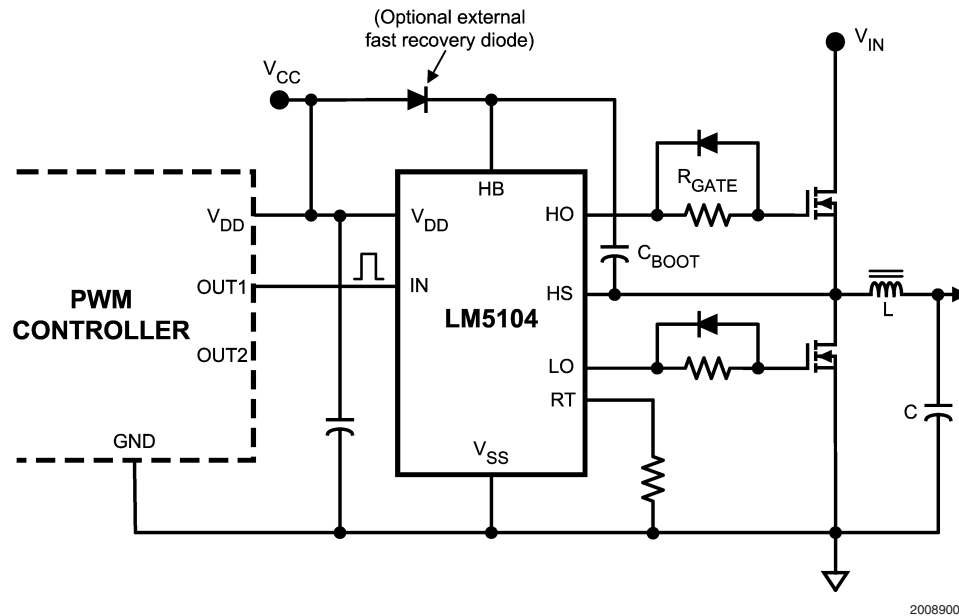 (Optional external
fast recovery diode)
VCC
VIN
HB
RGATE
VDD
VDD
HO
CBOOT
OUT1
IN
PWM
CONTROLLER
LM5104
HS
L
OUT2
LO
RT
C
GND
VSS
2008900